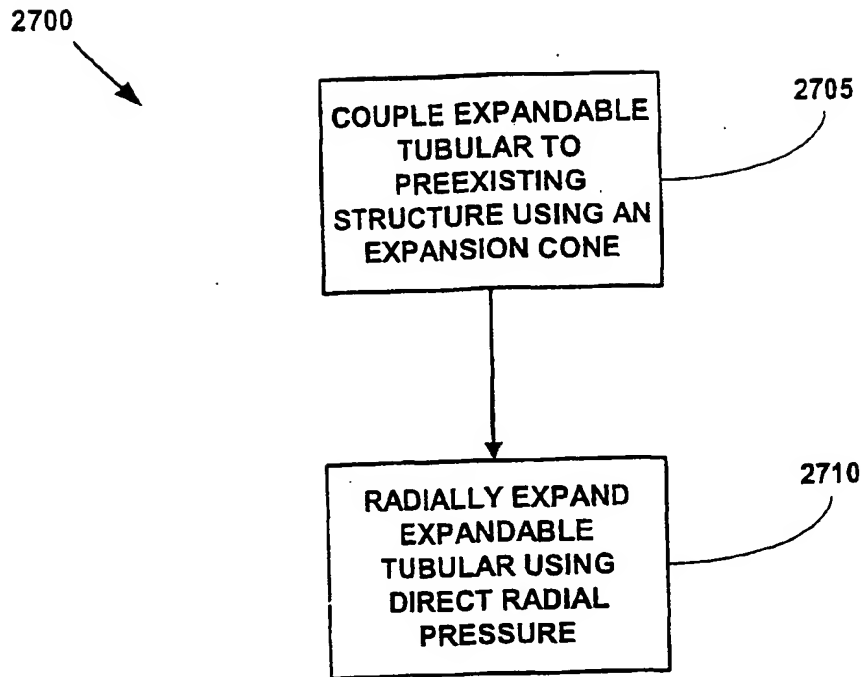 2700
COUPLE EXPANDABLE
TUBULAR TO
PREEXISTING
STRUCTURE USING AN
EXPANSION CONE
2705
RADIALLY EXPAND
EXPANDABLE
TUBULAR USING
DIRECT RADIAL
PRESSURE
2710